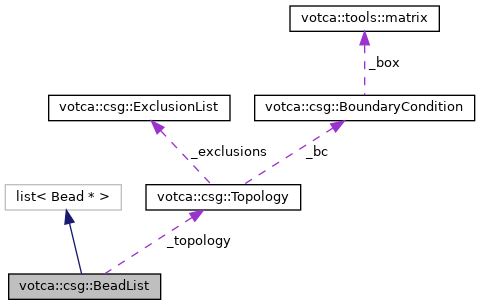 votca::tools::matrix
_box
votca::csg::ExclusionList
votca::csg::BoundaryCondition
_exclusions
_bc
list< Bead * >
votca::csg::Topology
_topology
votca::csg::BeadList